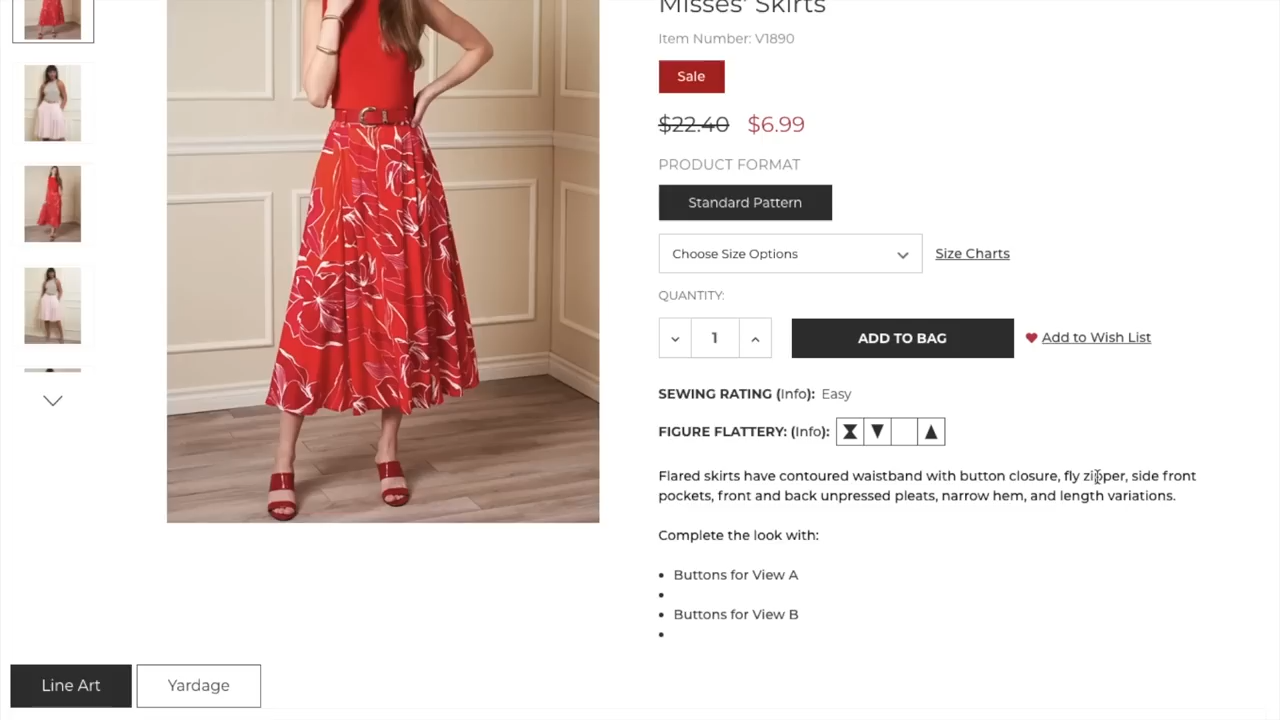 Misses' Skirts
Item Number: V1890
Sale
$22.40 $6.99
PRODUCT FORMAT
Standard Pattern
Choose Size Options
Size Charts
QUANTITY:
1
ADD TO BAG
Add to Wish List
SEWING RATING (Info): Easy
FIGURE FLATTERY: (Info):
Flared skirts have contoured waistband with button closure, fly zipper, side front
pockets, front and back unpressed pleats, narrow hem, and length variations.
Complete the look with:
Buttons for View A
Buttons for View B
Line Art
Yardage